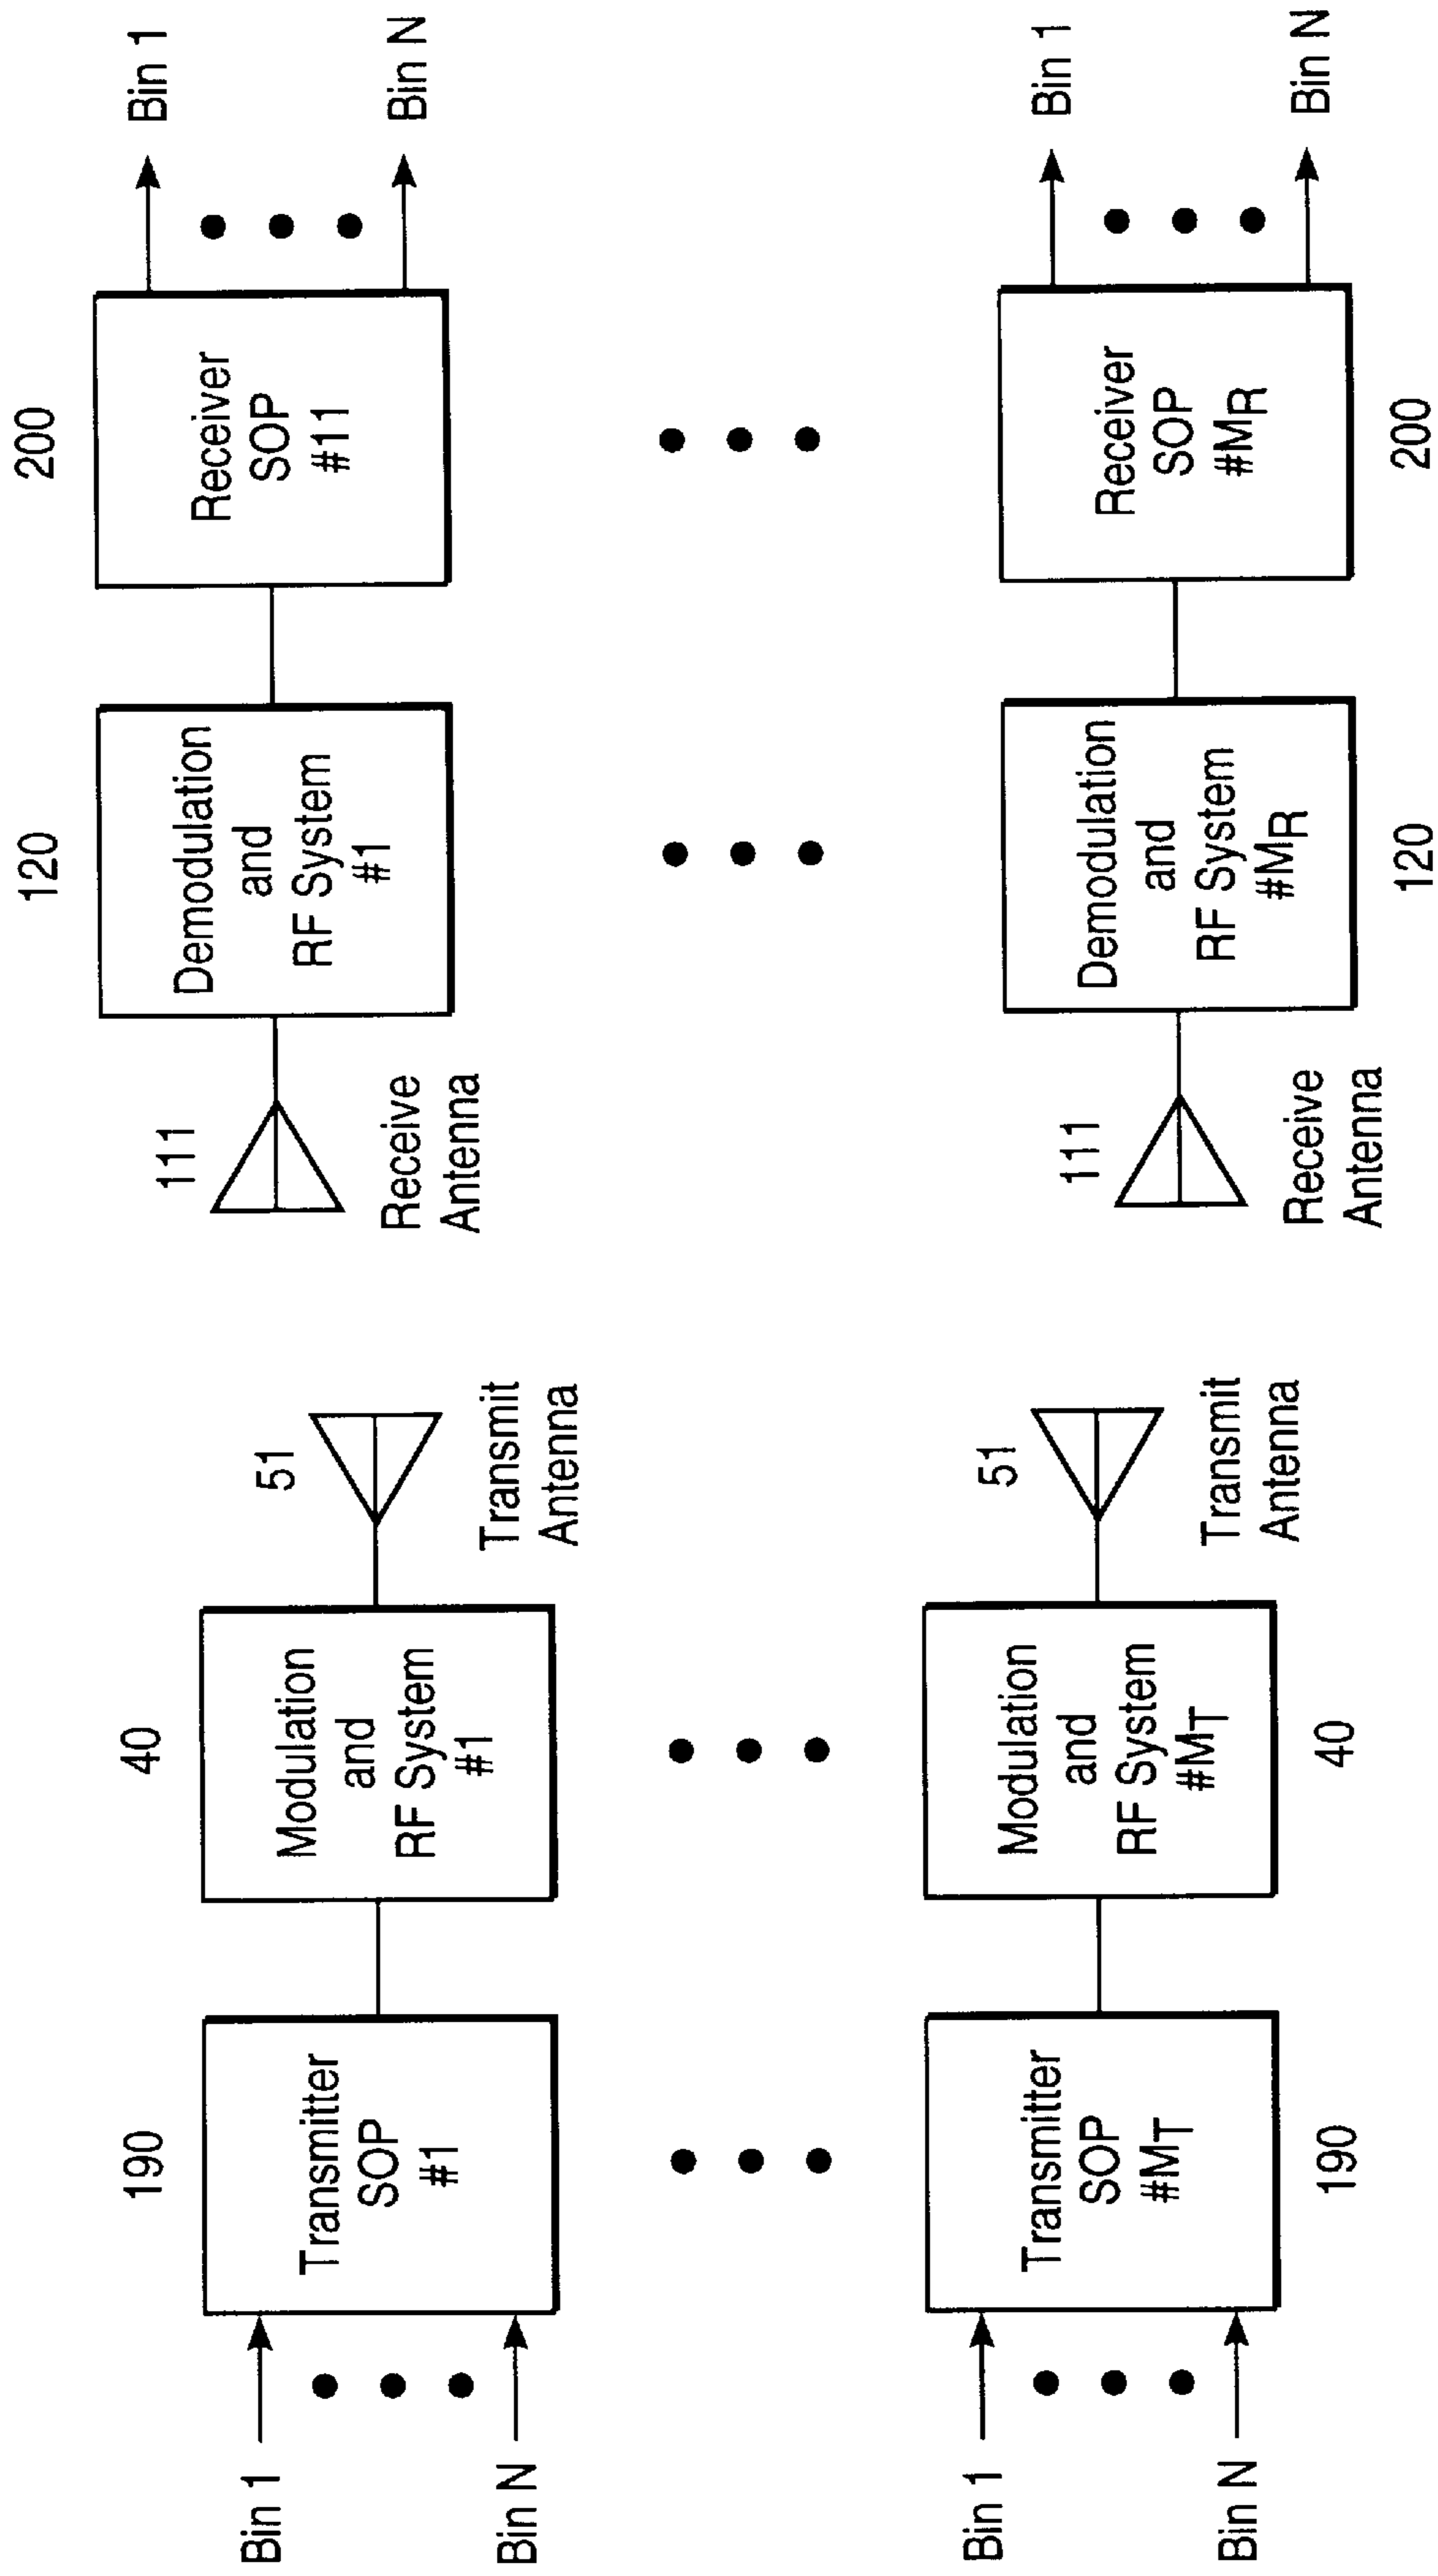 Bin 1
Bin N
190
Transmitter
SOP
#1
40
Modulation
and
RF System
#1
51
Transmit
Antenna
111
Receive
Antenna
120
Demodulation
and
RF System
#1
200
Receiver
SOP
#11
Bin 1
Bin N
Bin 1
Bin N
Transmitter
SOP
#MT
190
Modulation
and
RF System
#MT
40
51
Transmit
Antenna
111
Receive
Antenna
Demodulation
and
RF System
#MR
120
Receiver
SOP
#MR
200
Bin 1
Bin N